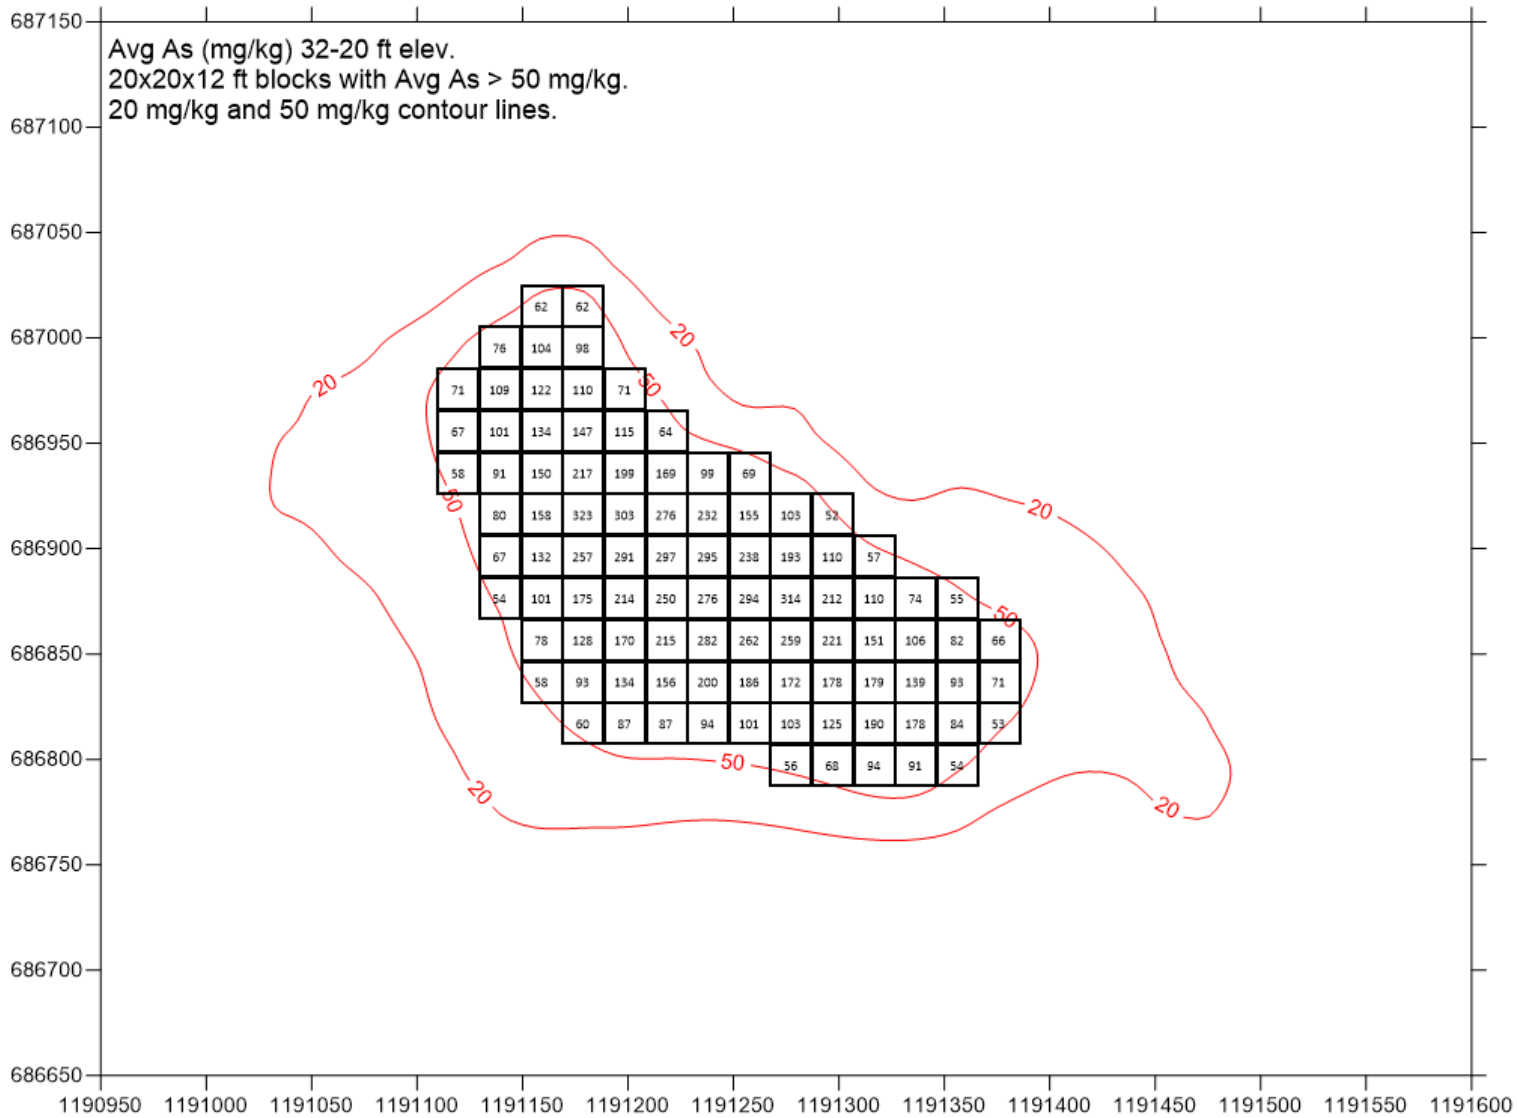 687150
Avg As (mg/kg) 32-20 ft elev.
20x20x12 ft blocks with Avg As > 50 mg/kg.
20 mg/kg and 50 mg/kg contour lines.
687100
687050
62 62
687000
20
76 104 98
20
50
71 109 122 110 71
67 101 134 147 115 64
686950
58 91 150 217 199 169 99 69
50
20
80 158 323 303 276 232 155 103 52
686900
67 132 257 291 297 295 238 193 110 57
54 101 175 214 250 276 294 314 212 110 74 55
50
78 128 170 215 282 262 259 221 151 106 82 66
686850
58 93 134 156 200 186 172 178 179 139 93 71
60 87 87 94 101 103 125 190 178 84 53
686800
50
56 68 94 91 54
20
20
686750
686700
686650
1190950 1191000 1191050 1191100 1191150 1191200 1191250 1191300 1191350 1191400 1191450 1191500 1191550 1191600